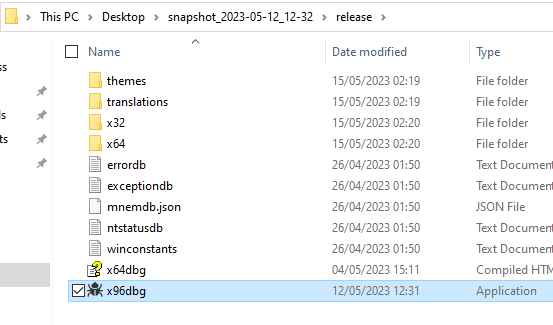 This PC > Desktop > snapshot_2023-05-12_12-32 > release >
Name Date modified Type
themes 15/05/2023 02:19 File folder
translations 15/05/2023 02:19 File folder
x32 15/05/2023 02:20 File folder
x64 15/05/2023 02:20 File folder
errordb 26/04/2023 01:50 Text Document
exceptiondb 26/04/2023 01:50 Text Document
mnemdb.json 26/04/2023 01:50 JSON File
ntstatusdb 26/04/2023 01:50 Text Document
winconstants 26/04/2023 01:50 Text Document
x64dbg 04/05/2023 15:11 Compiled HTM
x96dbg 12/05/2023 12:31 Application